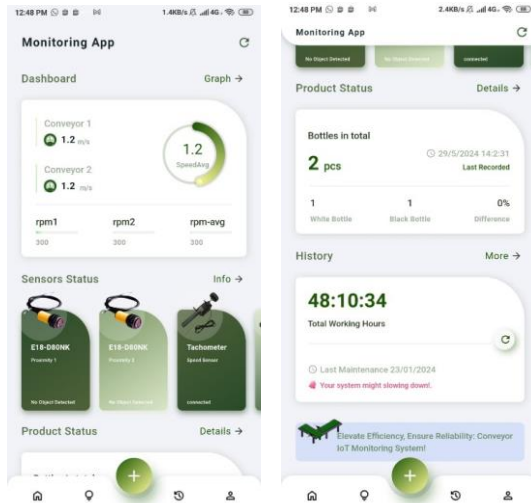 12:48 PM
1.4KB/s
4G
Monitoring App
Dashboard
Graph →
Conveyor 1
1.2 m/s
Conveyor 2
1.2 m/s
1.2
SpeedAvg
rpm1 rpm2 rpm-avg
300 300 300
Sensors Status
Info →
E18-D80NK
Proximity 1
No Object Detected
E18-D80NK
No Object Detected
Tachometer
Speed Sensor
connected
Product Status
Details →
12:48 PM
2.4KB/s
4G
Monitoring App
No Object Detected
No Object Detected
connected
Product Status
Details →
Bottles in total
2 pcs
29/5/2024 14:2:31
Last Recorded
1 1 0%
White Bottle Black Bottle Difference
History
More →
48:10:34
Total Working Hours
Last Maintenance 23/01/2024
Your system might slowing down!
Elevate Efficiency, Ensure Reliability: Conveyor
IoT Monitoring System!